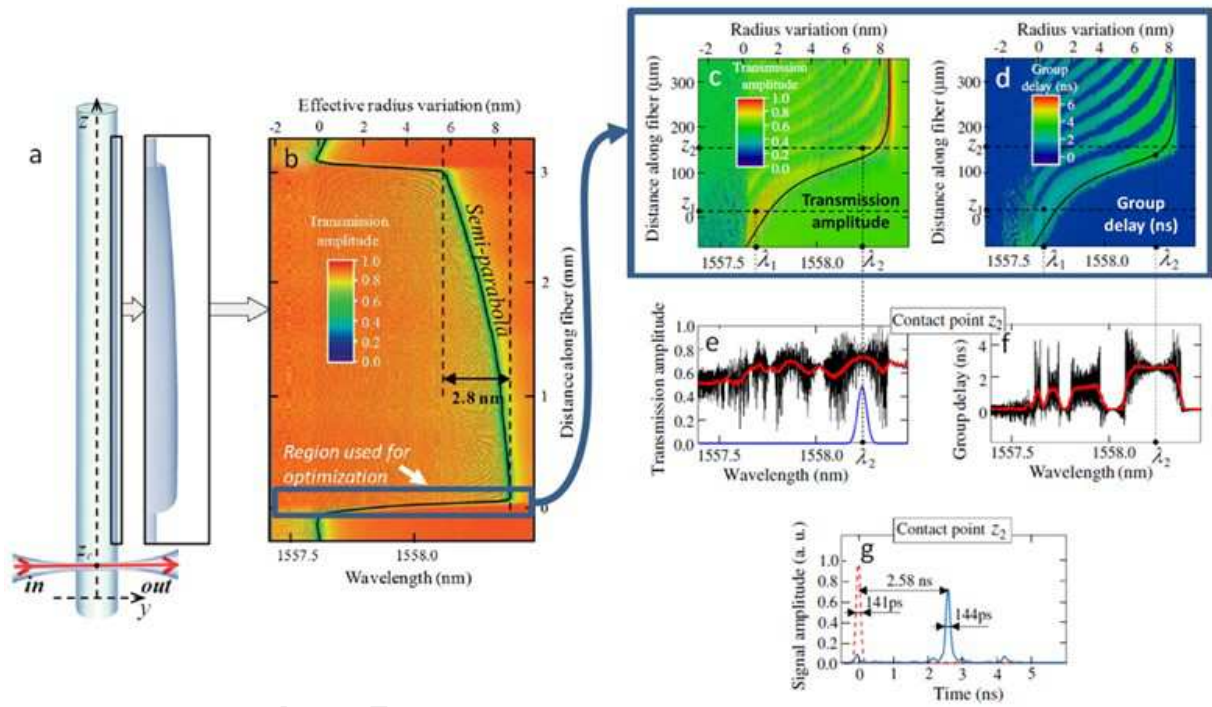 a
z
z_c
in
out
y
Effective radius variation (nm)
0 2 4 6 8 10
b
Transmission
amplitude
1.0
0.8
0.6
0.4
0.2
0.0
Semi-parabola
2.8 nm
Region used for
optimization
3
2
1
0
Distance along fiber (mm)
1557.5 1558.0
Wavelength (nm)
Radius variation (nm)
-2 0 2 4 6 8
c
Transmission
amplitude
1.0
0.8
0.6
0.4
0.2
0.0
Distance along fiber (μm)
300
200
z2
100
z1
0
Transmission
amplitude
1557.5 λ1 1558.0 λ2
Radius variation (nm)
-2 0 2 4 6 8
d
Group
delay (ns)
6
4
2
0
Distance along fiber (μm)
300
200
z2
100
z1
0
Group
delay (ns)
1557.5 λ1 1558.0 λ2
Contact point z2
e
Transmission amplitude
1.0
0.8
0.6
0.4
0.2
0.0
1557.5 1558.0 λ2
Wavelength (nm)
f
Group delay (ns)
4
2
0
1557.5 1558.0 λ2
Wavelength (nm)
Contact point z2
g
Signal amplitude (a. u.)
1.0
0.8
0.6
0.4
0.2
0.0
2.58 ns
141ps
144ps
0 1 2 3 4 5
Time (ns)